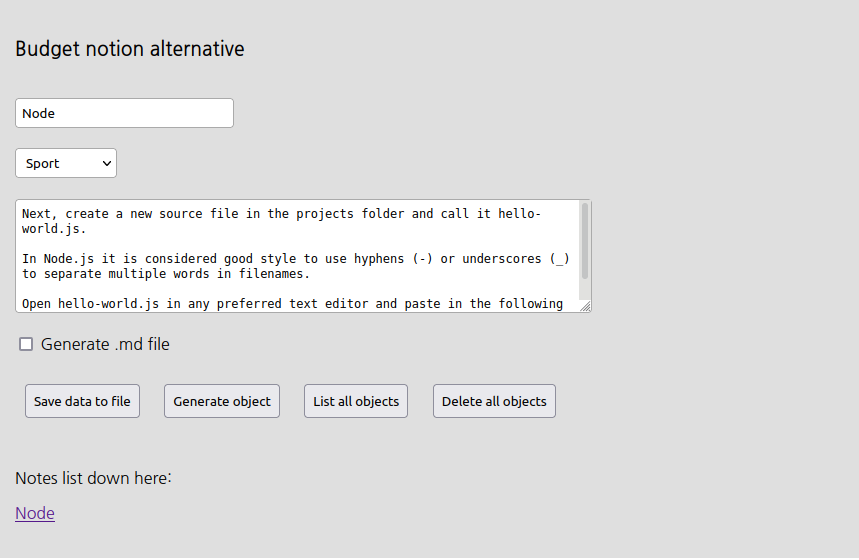 Budget notion alternative
Node
Sport
Next, create a new source file in the projects folder and call it hello-
world.js.
In Node.js it is considered good style to use hyphens (-) or underscores (_)
to separate multiple words in filenames.
Open hello-world.js in any preferred text editor and paste in the following
Generate .md file
Save data to file
Generate object
List all objects
Delete all objects
Notes list down here:
Node